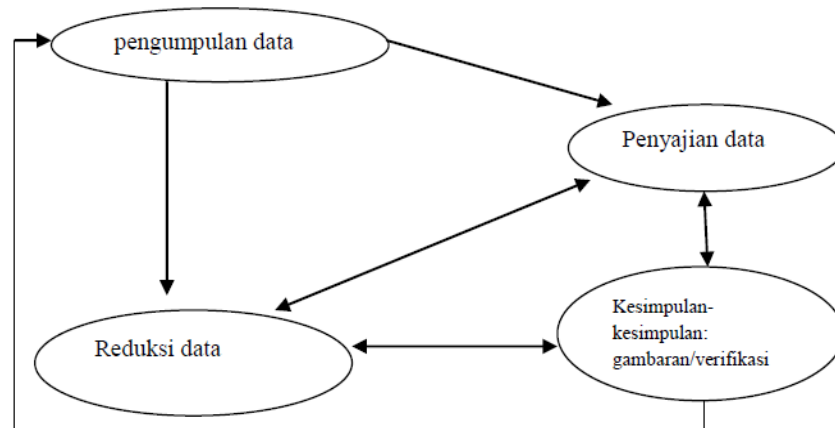 pengumpulan data
Penyajian data
Reduksi data
Kesimpulan-
kesimpulan:
gambaran/verifikasi